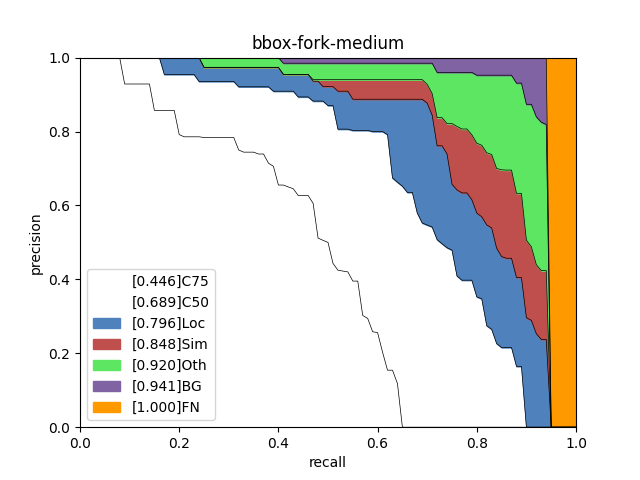 bbox-fork-medium
precision
1.0
0.8
0.6
0.4
0.2
0.0
[0.446]C75
[0.689]C50
[0.796]Loc
[0.848]Sim
[0.920]Oth
[0.941]BG
[1.000]FN
0.0 0.2 0.4 0.6 0.8 1.0
recall